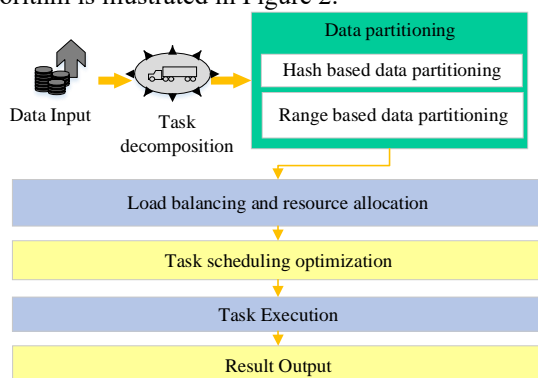 orithm is illustrated in Figure 2.
Data partitioning
Hash based data partitioning
Range based data partitioning
Data Input
Task
decomposition
Load balancing and resource allocation
Task scheduling optimization
Task Execution
Result Output